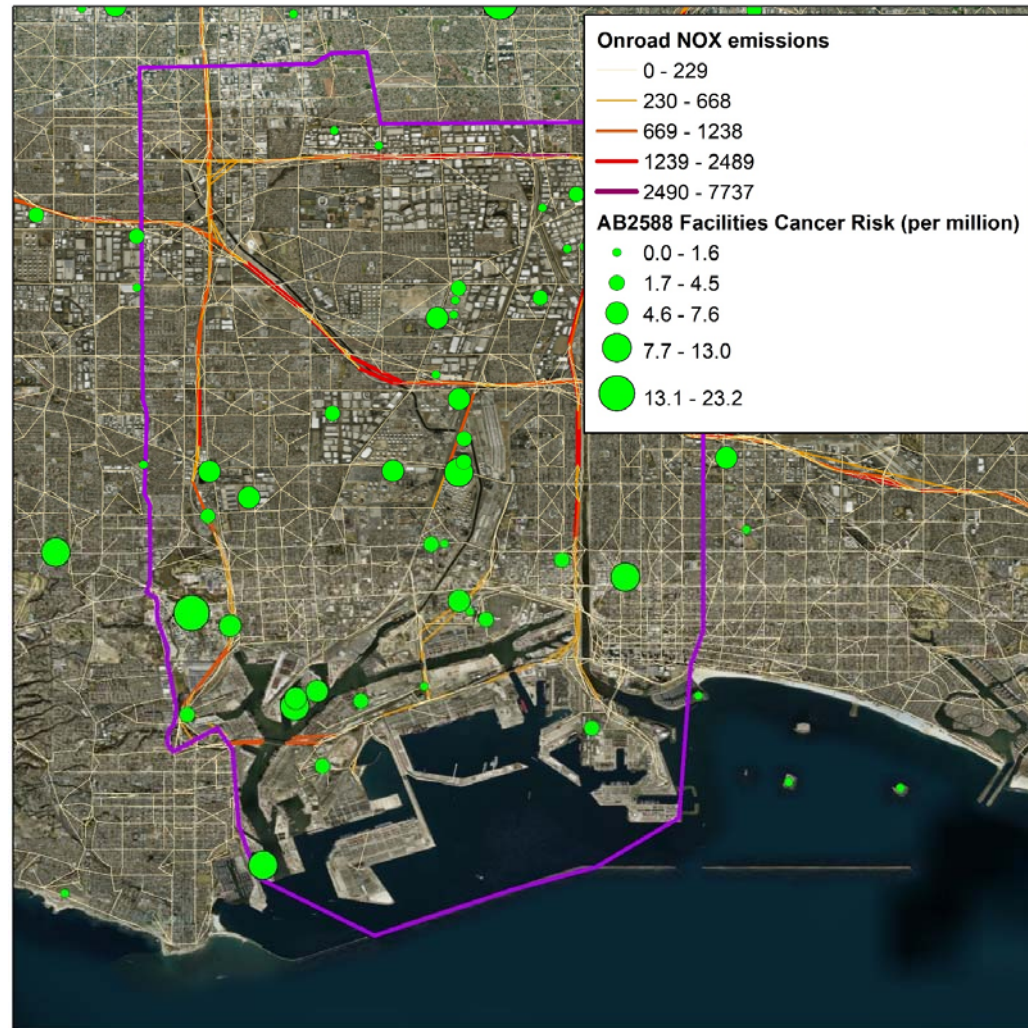 Onroad NOX emissions
0 - 229
230 - 668
669 - 1238
1239 - 2489
2490 - 7737
AB2588 Facilities Cancer Risk (per million)
0.0 - 1.6
1.7 - 4.5
4.6 - 7.6
7.7 - 13.0
13.1 - 23.2